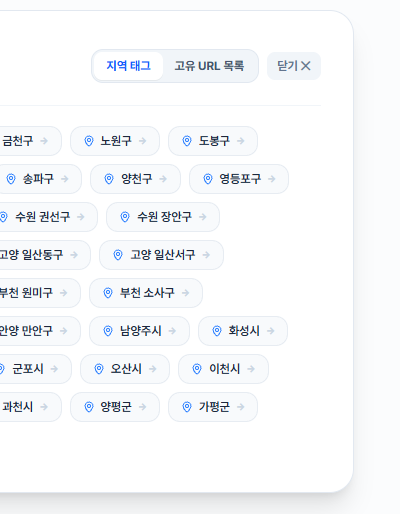 지역 태그 고유 URL 목록 닫기
금천구 노원구 도봉구
송파구 양천구 영등포구
수원 권선구 수원 장안구
고양 일산동구 고양 일산서구
부천 원미구 부천 소사구
안양 만안구 남양주시 화성시
군포시 오산시 이천시
과천시 양평군 가평군